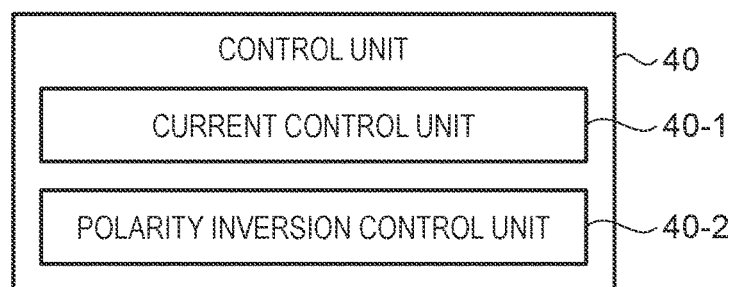 CONTROL UNIT
40
CURRENT CONTROL UNIT
40-1
POLARITY INVERSION CONTROL UNIT
40-2